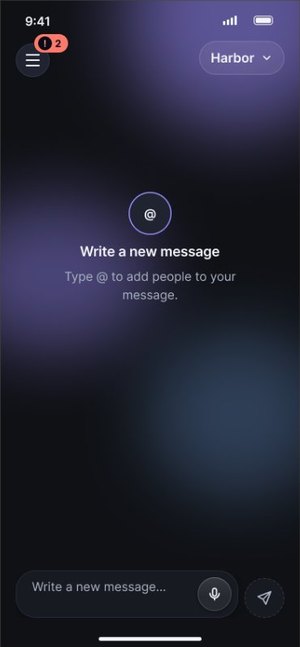 9:41
! 2
Harbor
@
Write a new message
Type @ to add people to your
message.
Write a new message...